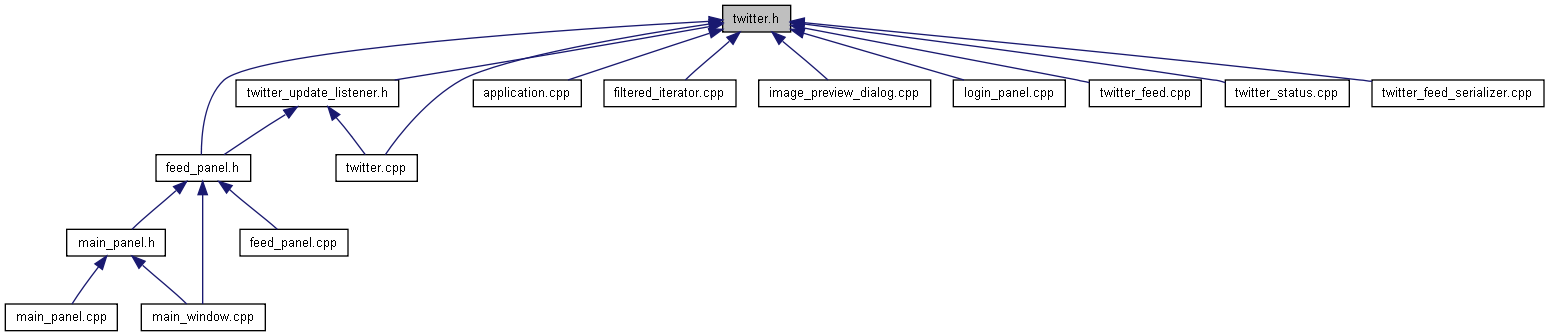 twitter.h
twitter_update_listener.h
application.cpp
filtered_iterator.cpp
image_preview_dialog.cpp
login_panel.cpp
twitter_feed.cpp
twitter_status.cpp
twitter_feed_serializer.cpp
feed_panel.h
twitter.cpp
main_panel.h
feed_panel.cpp
main_panel.cpp
main_window.cpp